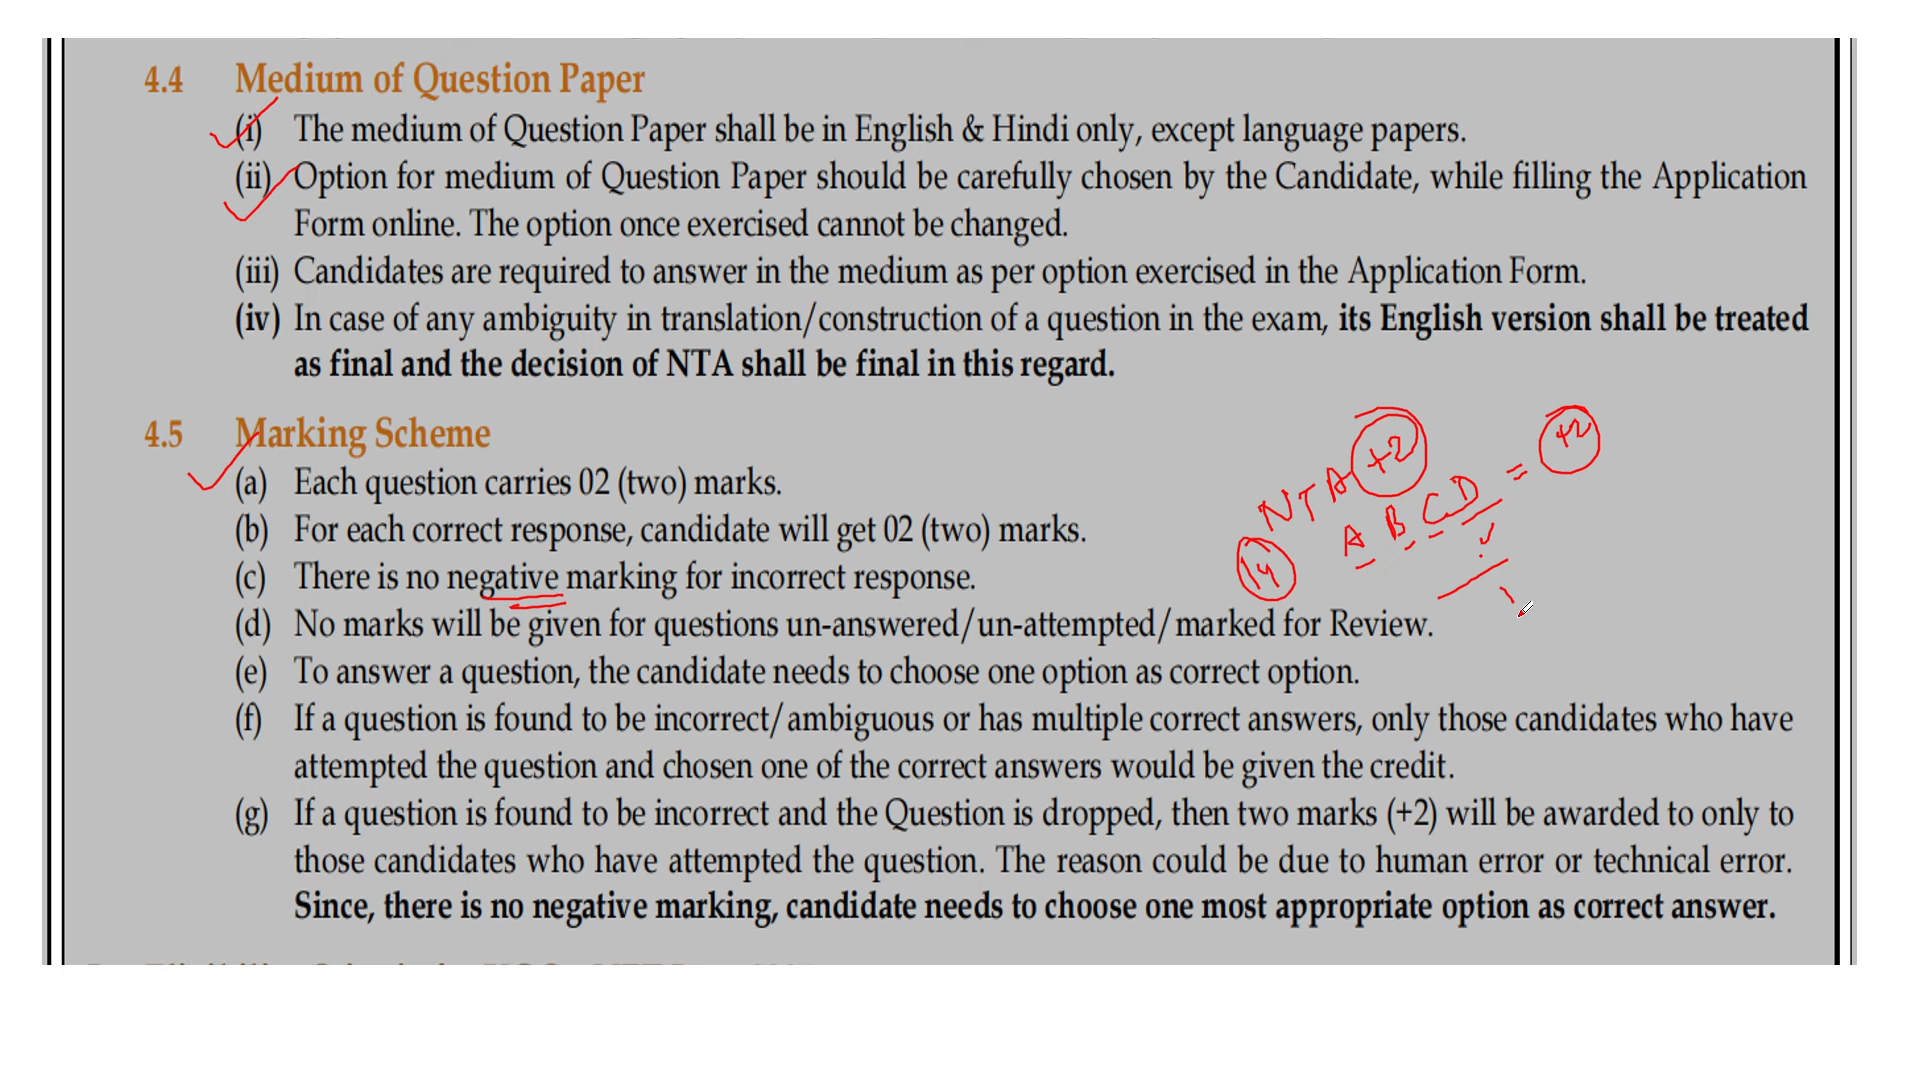 4.4 Medium of Question Paper
(i) The medium of Question Paper shall be in English & Hindi only, except language papers.
(ii) Option for medium of Question Paper should be carefully chosen by the Candidate, while filling the Application
Form online. The option once exercised cannot be changed.
(iii) Candidates are required to answer in the medium as per option exercised in the Application Form.
(iv) In case of any ambiguity in translation/construction of a question in the exam, its English version shall be treated
as final and the decision of NTA shall be final in this regard.
4.5 Marking Scheme
(a) Each question carries 02 (two) marks.
(b) For each correct response, candidate will get 02 (two) marks.
(c) There is no negative marking for incorrect response.
(d) No marks will be given for questions un-answered/un-attempted/marked for Review.
(e) To answer a question, the candidate needs to choose one option as correct option.
(f) If a question is found to be incorrect/ambiguous or has multiple correct answers, only those candidates who have
attempted the question and chosen one of the correct answers would be given the credit.
(g) If a question is found to be incorrect and the Question is dropped, then two marks (+2) will be awarded to only to
those candidates who have attempted the question. The reason could be due to human error or technical error.
Since, there is no negative marking, candidate needs to choose one most appropriate option as correct answer.
NTA +2
A B C D = +2
14